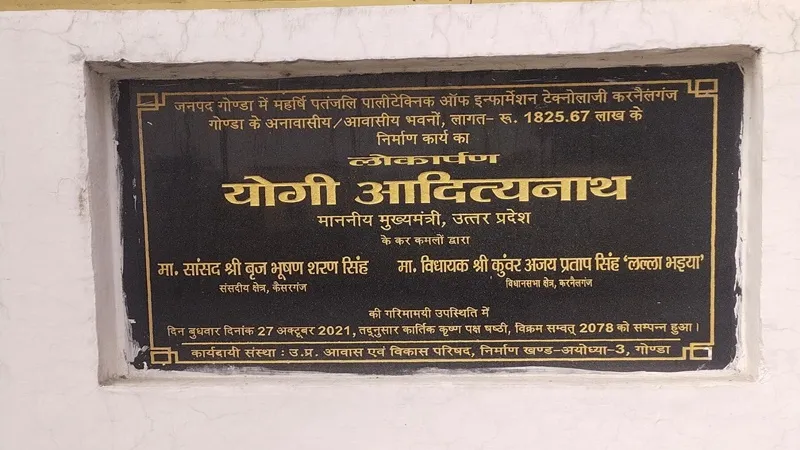 जनपद गोण्डा में महर्षि पतंजलि पालीटेक्निक ऑफ इन्फार्मेशन टेक्नोलाजी करनैलगंज
गोण्डा के अनावासीय/आवासीय भवनों, लागत- रू. 1825.67 लाख के
निर्माण कार्य का
लोकार्पण
योगी आदित्यनाथ
माननीय मुख्यमंत्री, उत्तर प्रदेश
के कर कमलों द्वारा
मा. सांसद श्री बृज भूषण शरण सिंह मा. विधायक श्री कुंवर अजय प्रताप सिंह 'लल्ला भइया'
संसदीय क्षेत्र, कैसरगंज विधानसभा क्षेत्र, करनैलगंज
की गरिमामयी उपस्थिति में
दिन बुधवार दिनांक 27 अक्टूबर 2021, तद्नुसार कार्तिक कृष्ण पक्ष षष्ठी, विक्रम सम्वत् 2078 को सम्पन्न हुआ।
कार्यदायी संस्था : उ.प्र. आवास एवं विकास परिषद, निर्माण खण्ड-अयोध्या-3, गोण्डा